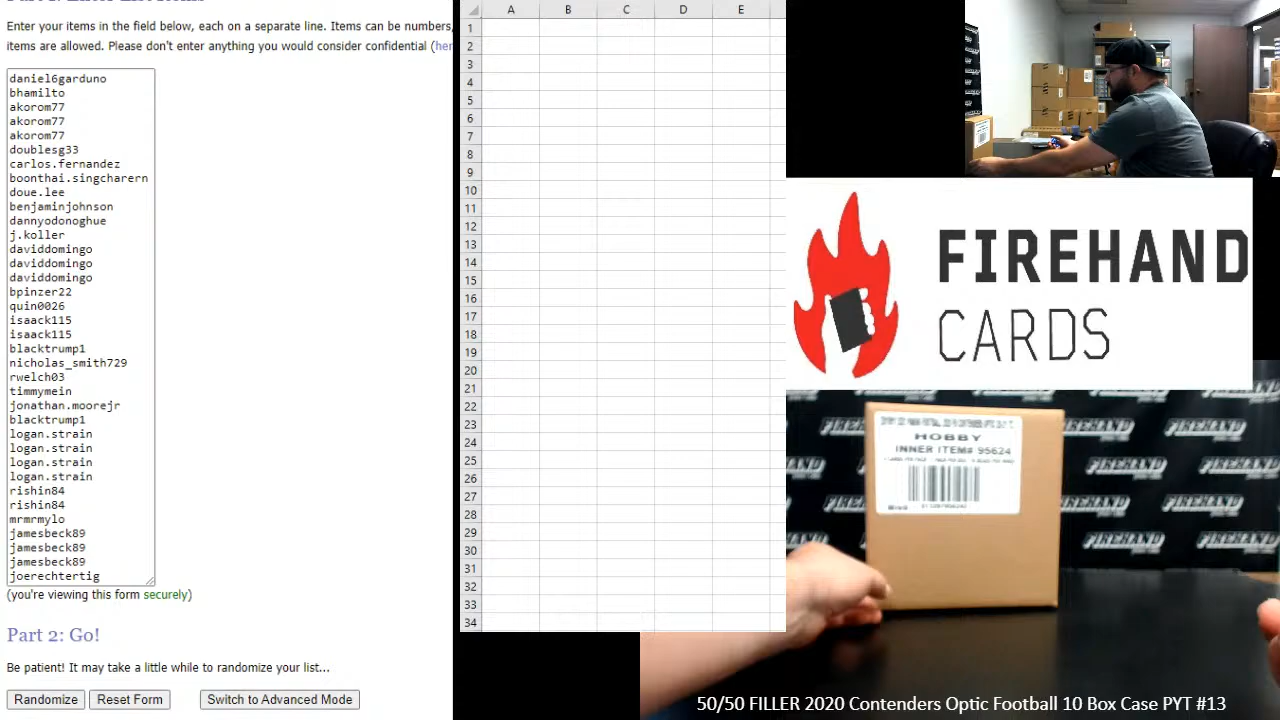 Enter your items in the field below, each on a separate line. Items can be numbers,
items are allowed. Please don't enter anything you would consider confidential (her
daniel6garduno
bhamilto
akorom77
akorom77
akorom77
doublesg33
carlos.fernandez
boonthai.singcharern
doue.lee
benjaminjohnson
dannyodonoghue
j.koller
daviddomingo
daviddomingo
daviddomingo
bpinzer22
quin0026
isaack115
isaack115
blacktrump1
nicholas_smith729
rwelch03
timmymein
jonathan.moorejr
blacktrump1
logan.strain
logan.strain
logan.strain
logan.strain
rishin84
rishin84
mrmrmylo
jamesbeck89
jamesbeck89
jamesbeck89
joerechtertig
(you're viewing this form securely)
Part 2: Go!
Be patient! It may take a little while to randomize your list...
Randomize
Reset Form
Switch to Advanced Mode
A B C D E
1
2
3
4
5
6
7
8
9
10
11
12
13
14
15
16
17
18
19
20
21
22
23
24
25
26
27
28
29
30
31
32
33
34
FIREHAND
CARDS
HOBBY
INNER ITEM# 95624
FIREHAND
FIREHAND
FIREHAND
FIREHAND
50/50 FILLER 2020 Contenders Optic Football 10 Box Case PYT #13